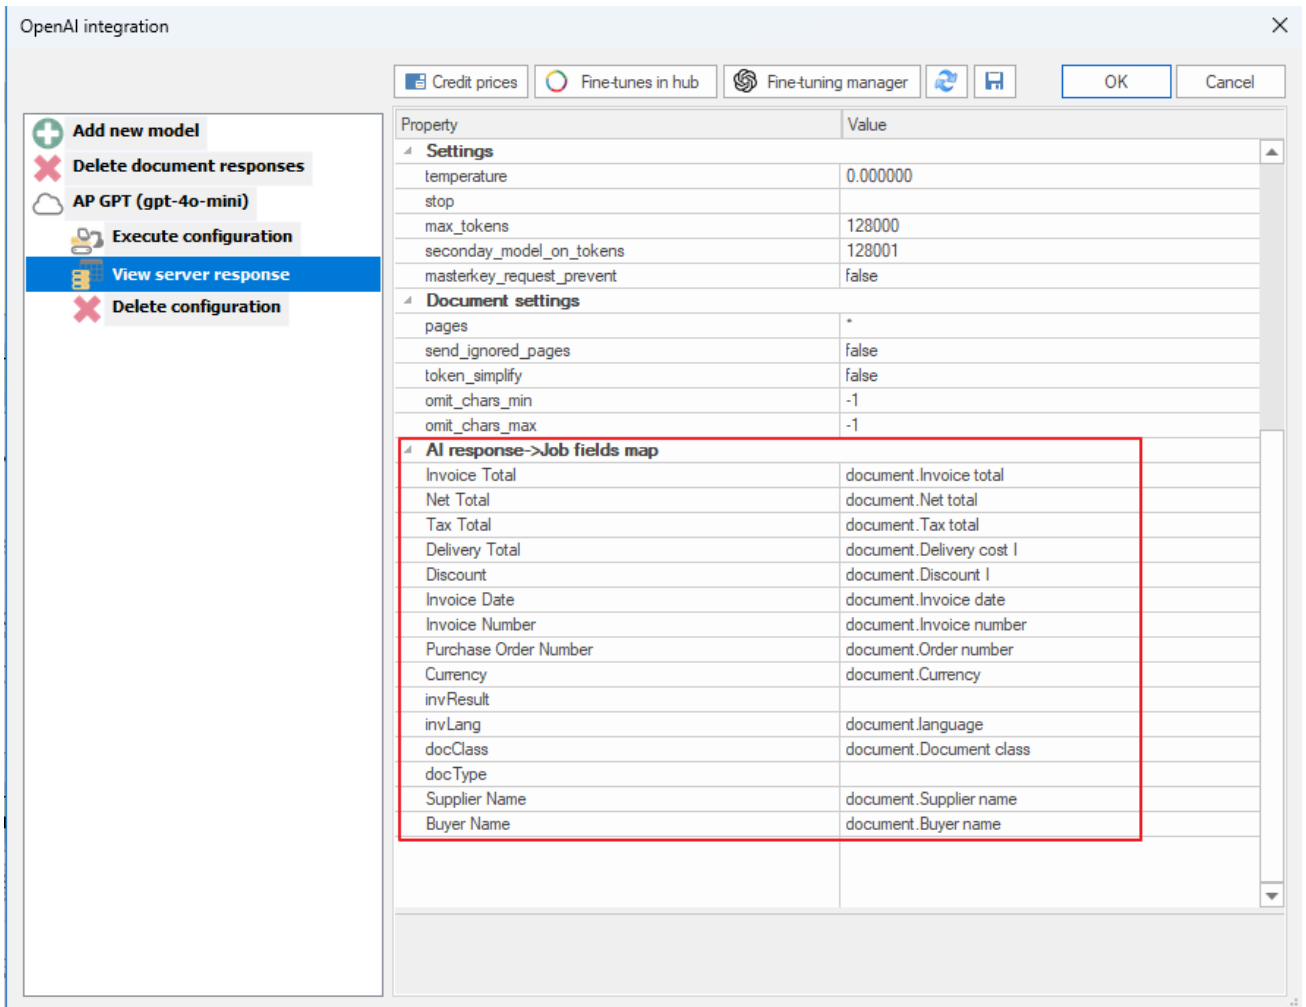 OpenAI integration
Credit prices Fine-tunes in hub Fine-tuning manager OK Cancel
Add new model
Delete document responses
AP GPT (gpt-4o-mini)
Execute configuration
View server response
Delete configuration
Property Value
Settings
temperature 0.000000
stop
max_tokens 128000
seconday_model_on_tokens 128001
masterkey_request_prevent false
Document settings
pages *
send_ignored_pages false
token_simplify false
omit_chars_min -1
omit_chars_max -1
AI response->Job fields map
Invoice Total document.Invoice total
Net Total document.Net total
Tax Total document.Tax total
Delivery Total document.Delivery cost I
Discount document.Discount I
Invoice Date document.Invoice date
Invoice Number document.Invoice number
Purchase Order Number document.Order number
Currency document.Currency
invResult
invLang document.language
docClass document.Document class
docType
Supplier Name document.Supplier name
Buyer Name document.Buyer name